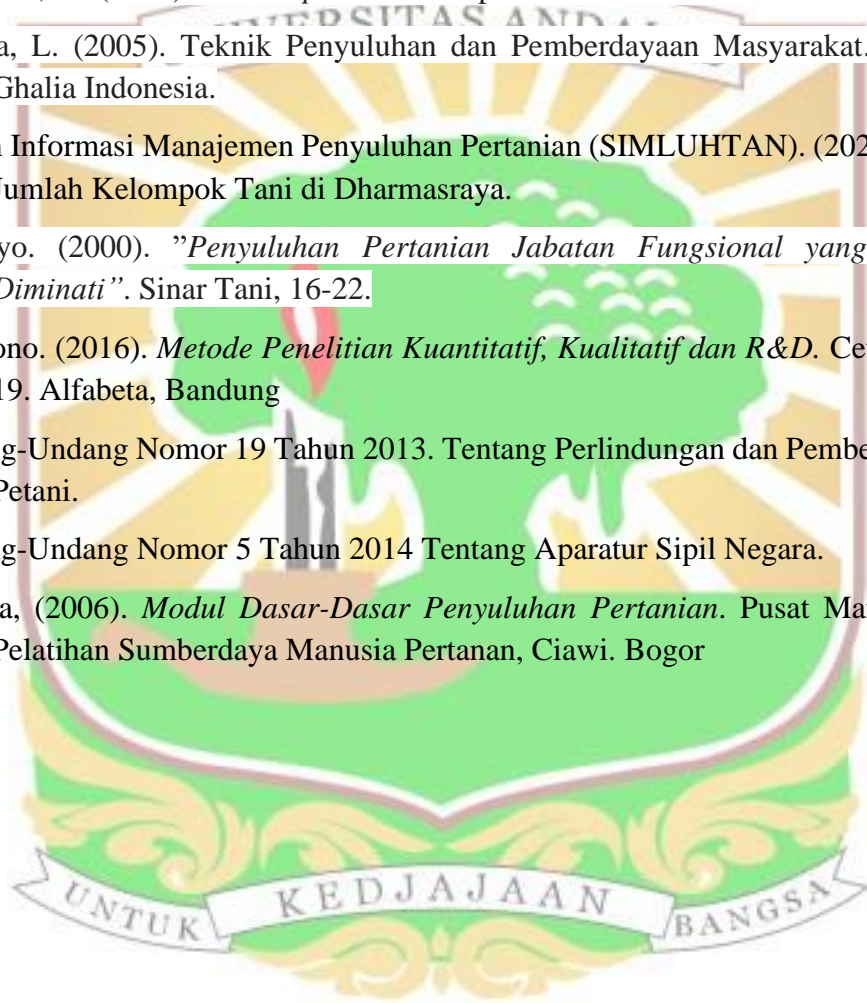 UNIVERSITAS ANDAL
a, L. (2005). Teknik Penyuluhan dan Pemberdayaan Masyarakat.
Ghalia Indonesia.
n Informasi Manajemen Penyuluhan Pertanian (SIMLUHTAN). (202
Jumlah Kelompok Tani di Dharmasraya.
yo. (2000). ”Penyuluhan Pertanian Jabatan Fungsional yang
Diminati”. Sinar Tani, 16-22.
ono. (2016). Metode Penelitian Kuantitatif, Kualitatif dan R&D. Ce
19. Alfabeta, Bandung
g-Undang Nomor 19 Tahun 2013. Tentang Perlindungan dan Pembe
Petani.
g-Undang Nomor 5 Tahun 2014 Tentang Aparatur Sipil Negara.
a, (2006). Modul Dasar-Dasar Penyuluhan Pertanian. Pusat Ma
Pelatihan Sumberdaya Manusia Pertanan, Ciawi. Bogor
UNTUK KEDJAJAAN BANGSA